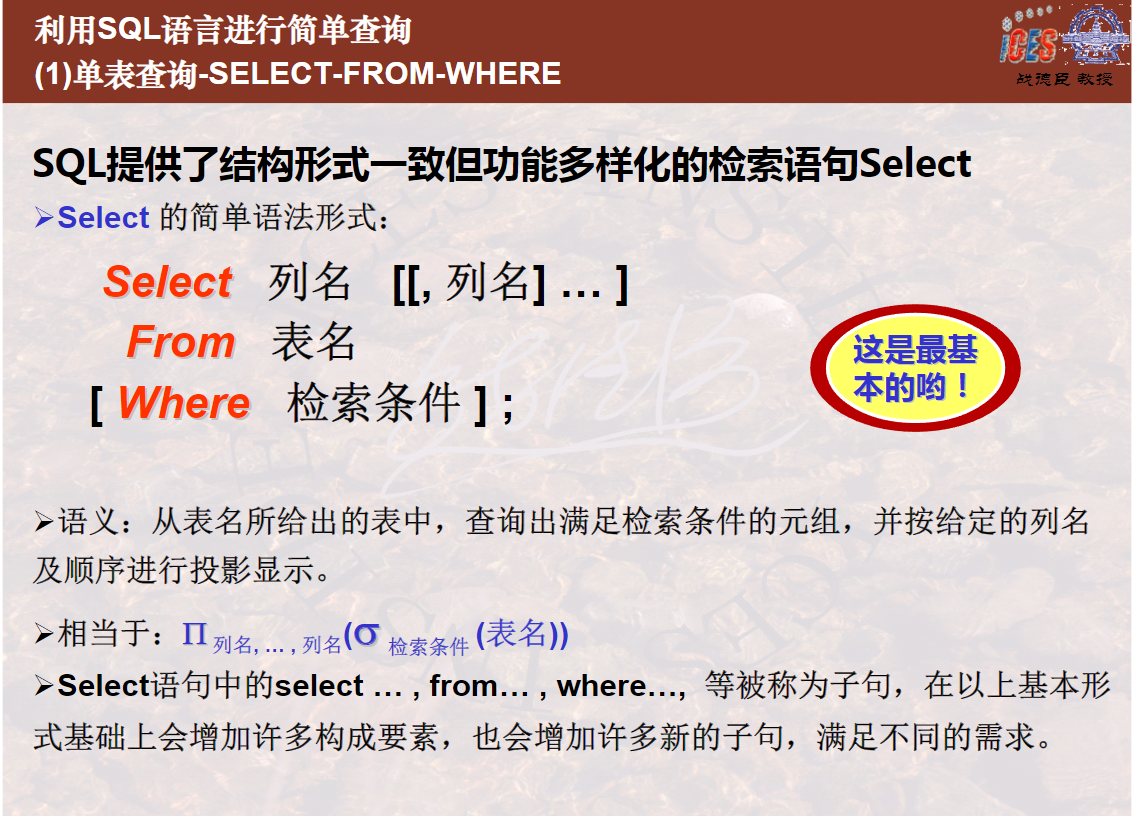 利用SQL语言进行简单查询
(1)单表查询-SELECT-FROM-WHERE
iCES
战德臣 教授
SQL提供了结构形式一致但功能多样化的检索语句Select
➢Select 的简单语法形式：
Select 列名 [[, 列名] … ]
From 表名
[ Where 检索条件 ] ;
这是最基
本的哟！
➢语义：从表名所给出的表中，查询出满足检索条件的元组，并按给定的列名
及顺序进行投影显示。
➢相当于：Π 列名, … , 列名(σ 检索条件 (表名))
➢Select语句中的select … , from… , where…, 等被称为子句，在以上基本形
式基础上会增加许多构成要素，也会增加许多新的子句，满足不同的需求。